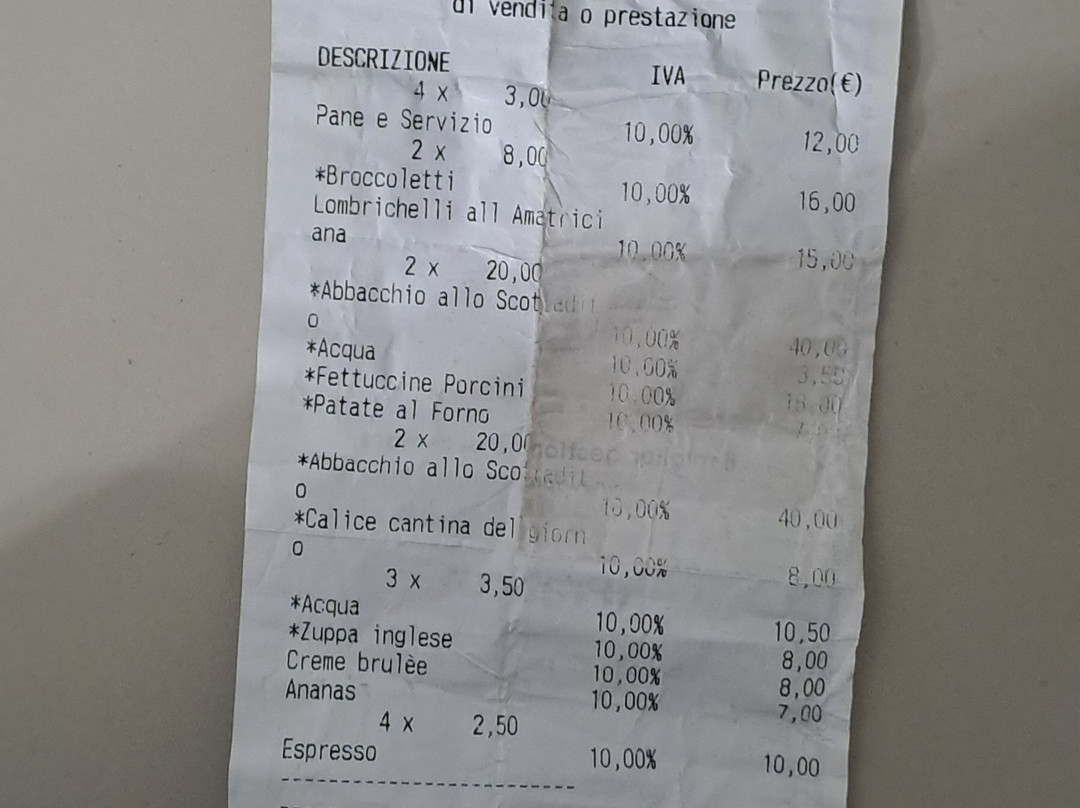 di vendita o prestazione
DESCRIZIONE IVA Prezzo(€)
4 x 3,00
Pane e Servizio 10,00% 12,00
2 x 8,00
*Broccoletti 10,00% 16,00
Lombrichelli all Amatrici
ana 10,00% 15,00
2 x 20,00
*Abbacchio allo Scottadit
o 10,00% 40,00
*Acqua 10,00% 3,50
*Fettuccine Porcini 10,00%
*Patate al Forno 10,00%
2 x 20,00
*Abbacchio allo Scottadit
o 10,00% 40,00
*Calice cantina del giorn
o 10,00% 8,00
3 x 3,50
*Acqua 10,00% 10,50
*Zuppa inglese 10,00% 8,00
Creme brulèe 10,00% 8,00
Ananas 10,00% 7,00
4 x 2,50
Espresso 10,00% 10,00